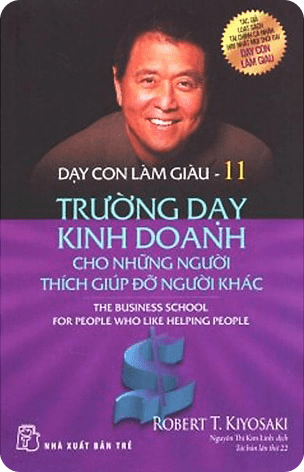 TÁC GIẢ
LOẠT SÁCH
TÀI CHÍNH CÁ NHÂN
HAY NHẤT MỌI THỜI ĐẠI
DẠY CON
LÀM GIÀU
DẠY CON LÀM GIÀU - 11
TRƯỜNG DẠY
KINH DOANH
CHO NHỮNG NGƯỜI
THÍCH GIÚP ĐỠ NGƯỜI KHÁC
THE BUSINESS SCHOOL
FOR PEOPLE WHO LIKE HELPING PEOPLE
ROBERT T. KIYOSAKI
Nguyễn Thị Kim Linh dịch
Tái bản lần thứ 22
NHÀ XUẤT BẢN TRẺ